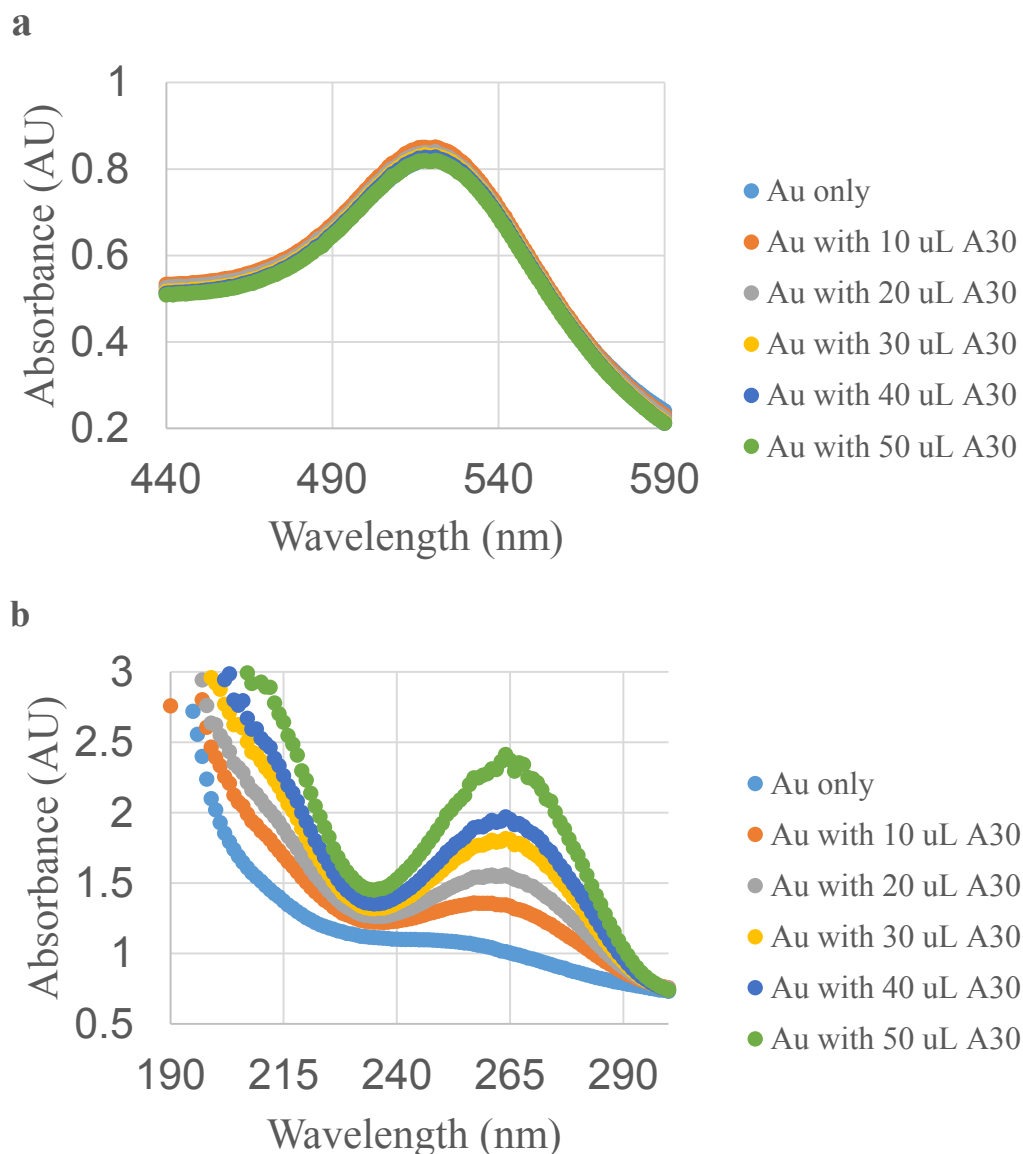 a
1
0.8
0.6
0.4
0.2
Absorbance (AU)
440 490 540 590
Wavelength (nm)
Au only
Au with 10 uL A30
Au with 20 uL A30
Au with 30 uL A30
Au with 40 uL A30
Au with 50 uL A30
b
3
2.5
2
1.5
1
0.5
Absorbance (AU)
190 215 240 265 290
Wavelength (nm)
Au only
Au with 10 uL A30
Au with 20 uL A30
Au with 30 uL A30
Au with 40 uL A30
Au with 50 uL A30